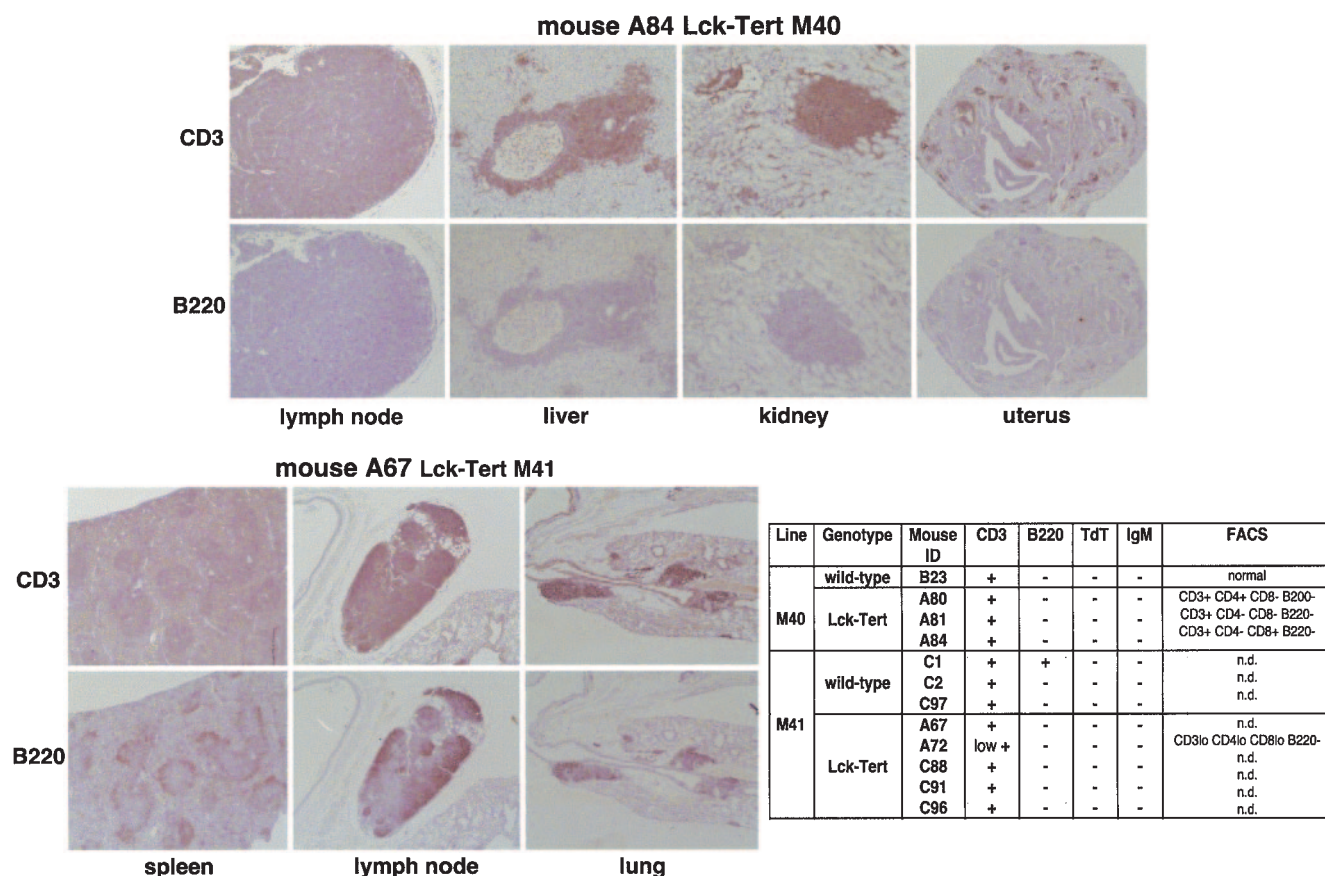 mouse A84 Lck-Tert M40
CD3
B220
lymph node liver kidney uterus
mouse A67 Lck-Tert M41
CD3
B220
spleen lymph node lung
Line Genotype Mouse ID CD3 B220 TdT IgM FACS
M40 wild-type B23 + - - - normal
Lck-Tert A80 + - - - CD3+ CD4+ CD8- B200-
A81 + - - - CD3+ CD4- CD8- B220-
A84 + - - - CD3+ CD4- CD8+ B220-
M41 wild-type C1 + + - - n.d.
C2 + - - - n.d.
C97 + - - - n.d.
Lck-Tert A67 + - - - n.d.
A72 low + - - - CD3lo CD4lo CD8lo B220-
C88 + - - - n.d.
C91 + - - - n.d.
C96 + - - - n.d.